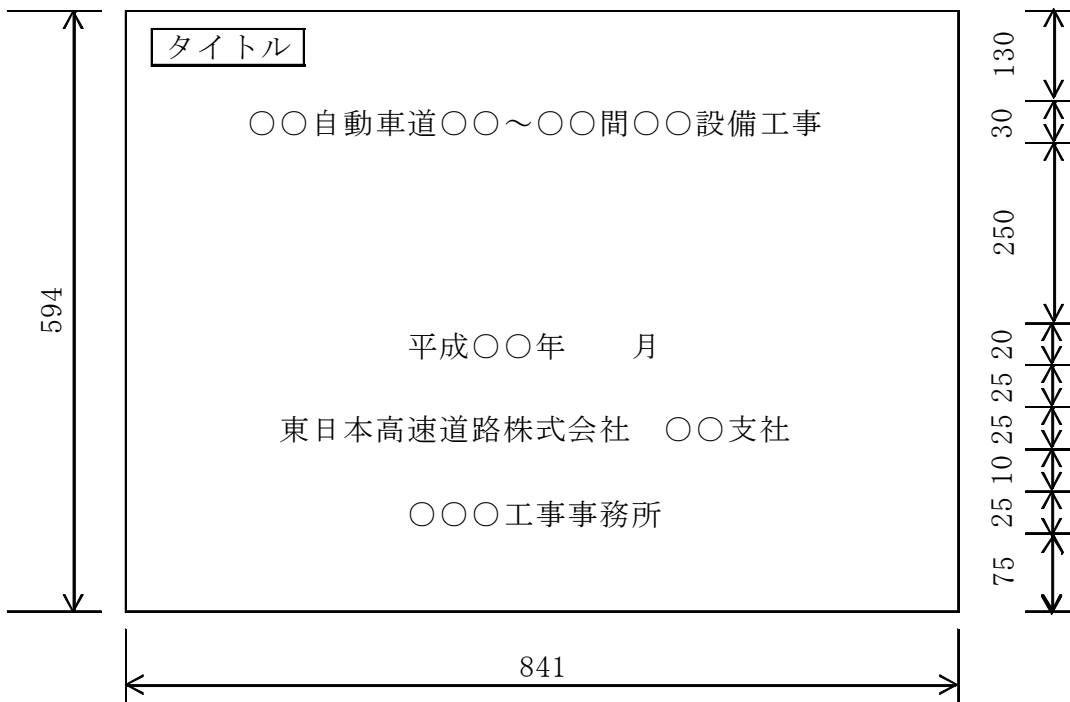 タイトル
○○自動車道○○～○○間○○設備工事
平成○○年　　月
東日本高速道路株式会社　○○支社
○○○工事事務所
594
841
130
30
250
20
25
25
10
25
75